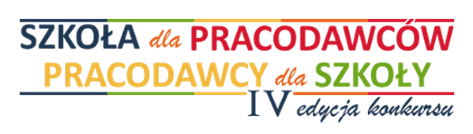 SZKOŁA dla PRACODAWCÓW
PRACODAWCY dla SZKOŁY
IV edycja konkursu